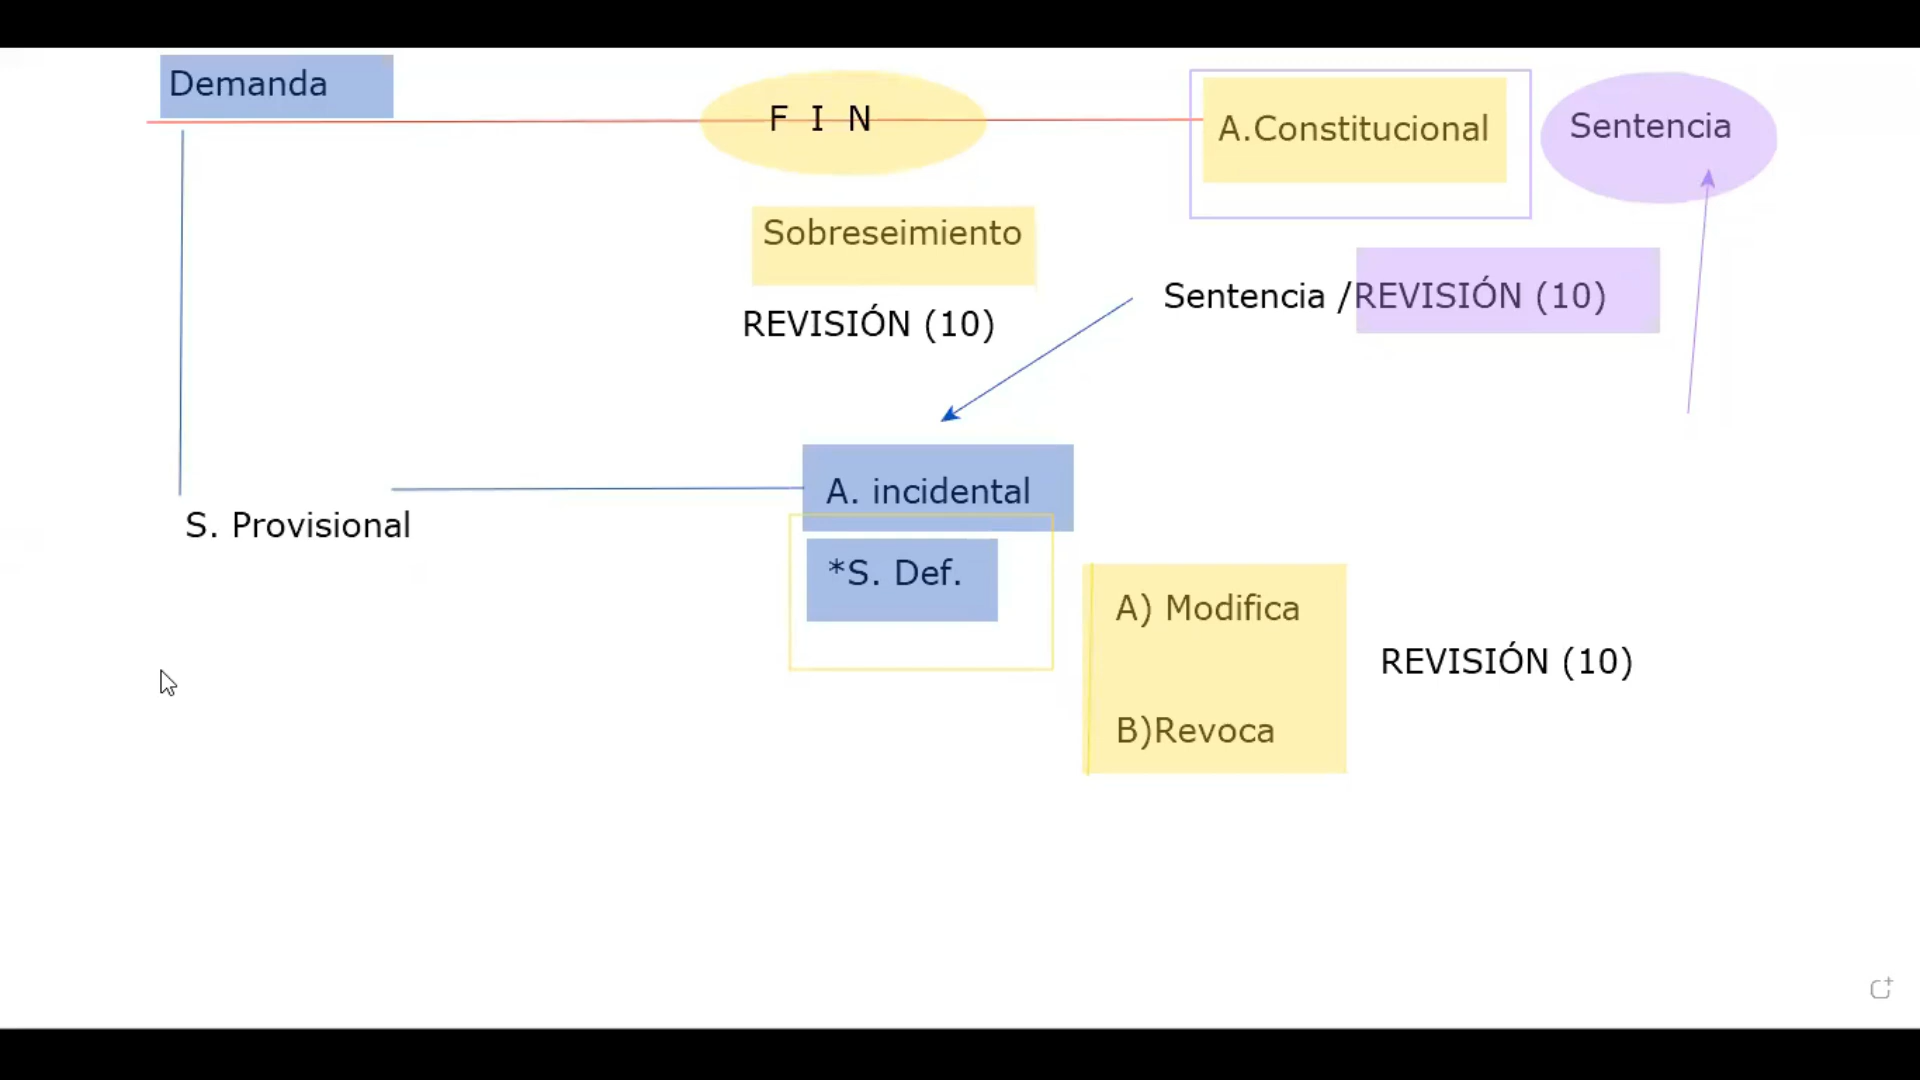 Demanda
F I N
A.Constitucional
Sentencia
Sobreseimiento
REVISIÓN (10)
Sentencia /REVISIÓN (10)
A. incidental
S. Provisional
*S. Def.
A) Modifica
REVISIÓN (10)
B)Revoca